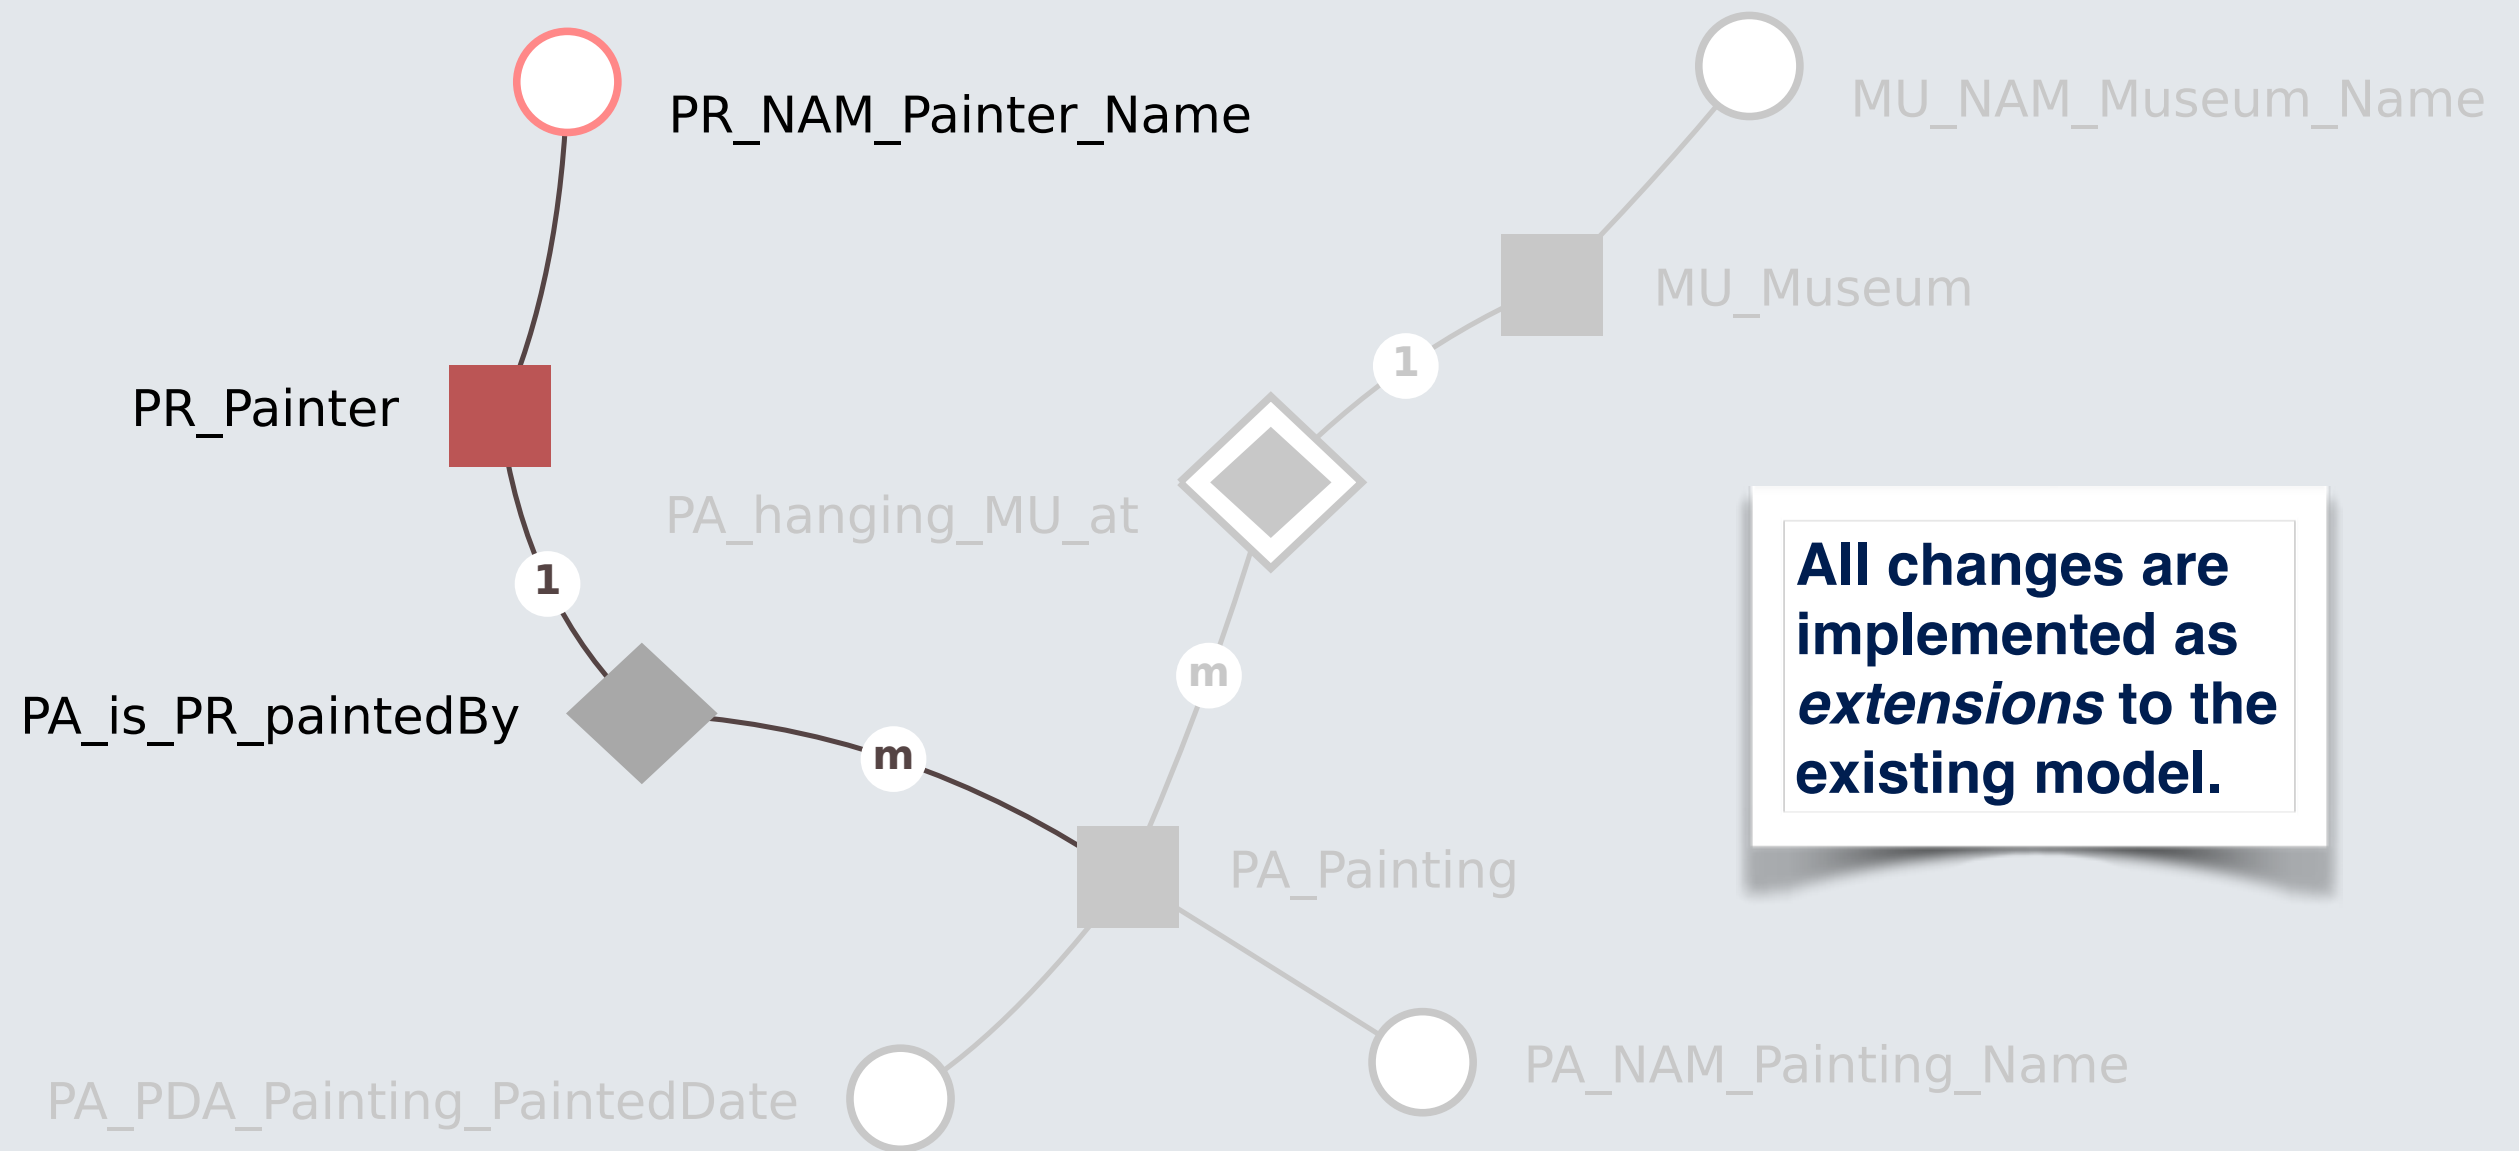 PR_NAM_Painter_Name
MU_NAM_Museum_Name
MU_Museum
1
PR_Painter
PA_hanging_MU_at
1
m
PA_is_PR_paintedBy
m
PA_Painting
PA_PDA_Painting_PaintedDate
PA_NAM_Painting_Name
All changes are
implemented as
extensions to the
existing model.